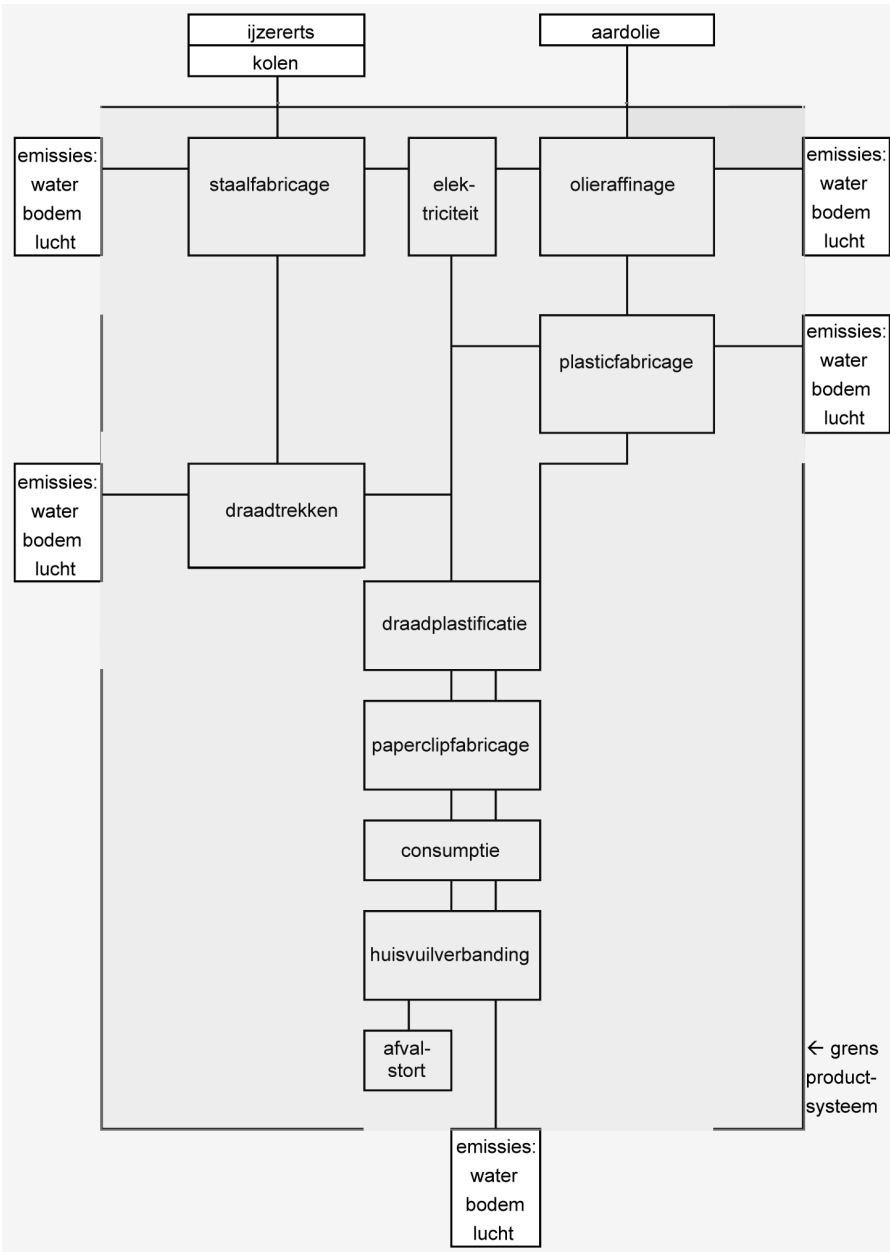 ijzererts
kolen
aardolie
emissies:
water
bodem
lucht
staalfabricage
elek-
triciteit
olieraffinage
emissies:
water
bodem
lucht
plasticfabricage
emissies:
water
bodem
lucht
emissies:
water
bodem
lucht
draadtrekken
draadplastificatie
paperclipfabricage
consumptie
huisvuilverbanding
afval-
stort
← grens
product-
systeem
emissies:
water
bodem
lucht